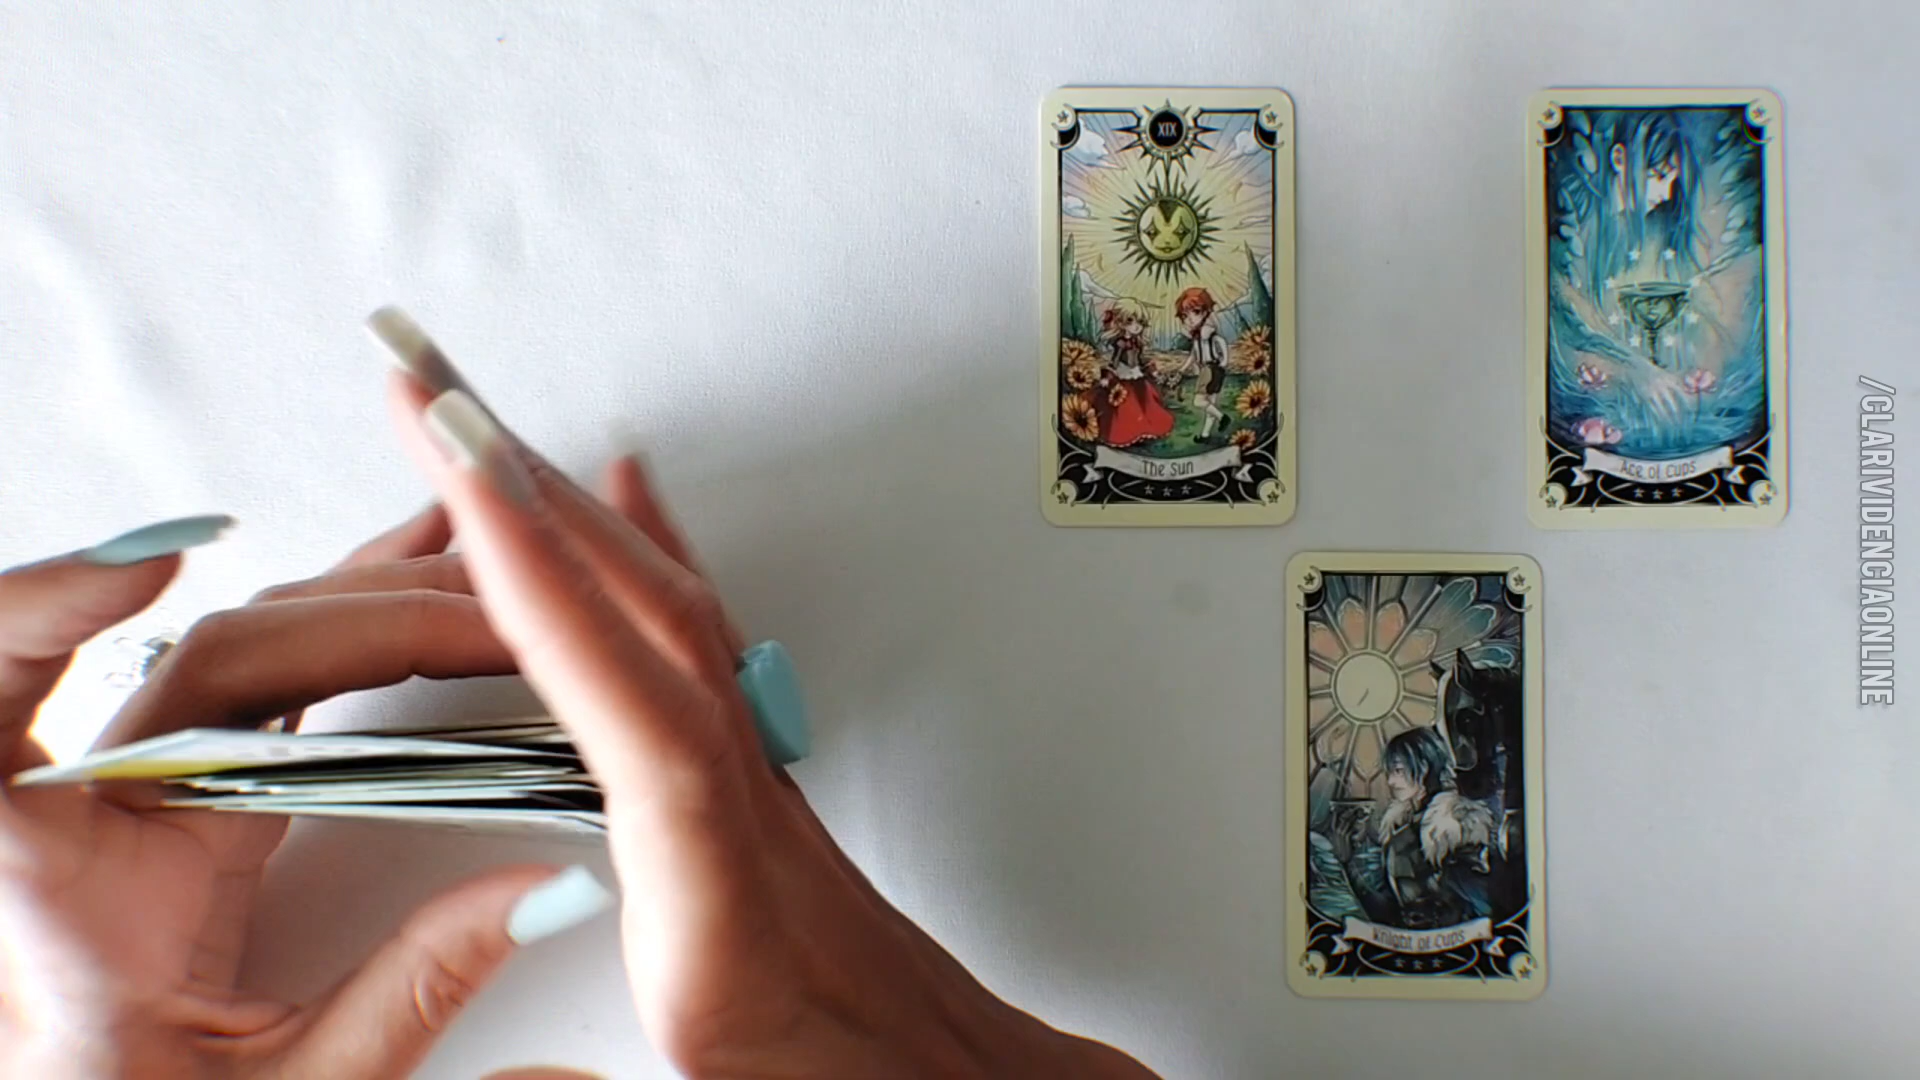 XIX
The sun
Ace of cups
Knight of cups
/CLARIVIDENCIAONLINE